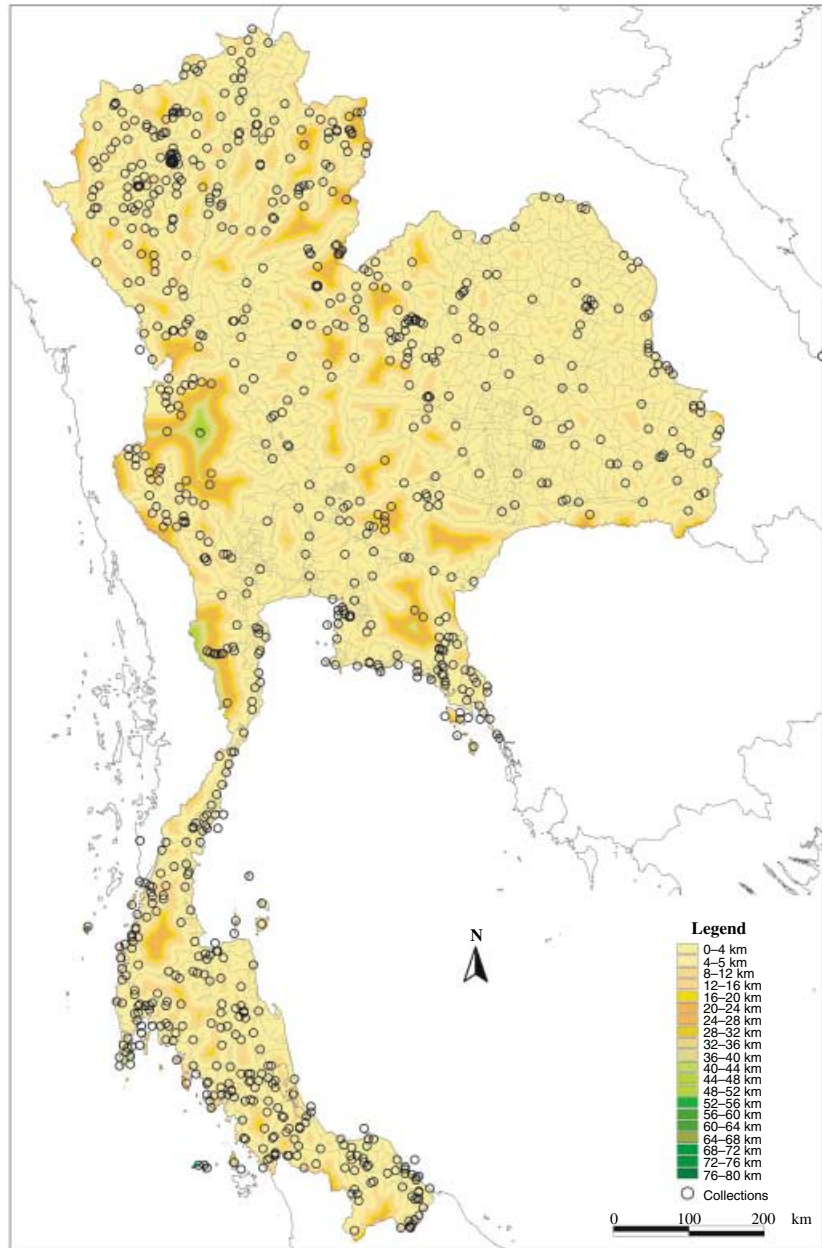 N
Legend
0–4 km
4–5 km
8–12 km
12–16 km
16–20 km
20–24 km
24–28 km
28–32 km
32–36 km
36–40 km
40–44 km
44–48 km
48–52 km
52–56 km
56–60 km
60–64 km
64–68 km
68–72 km
72–76 km
76–80 km
Collections
0 100 200 km